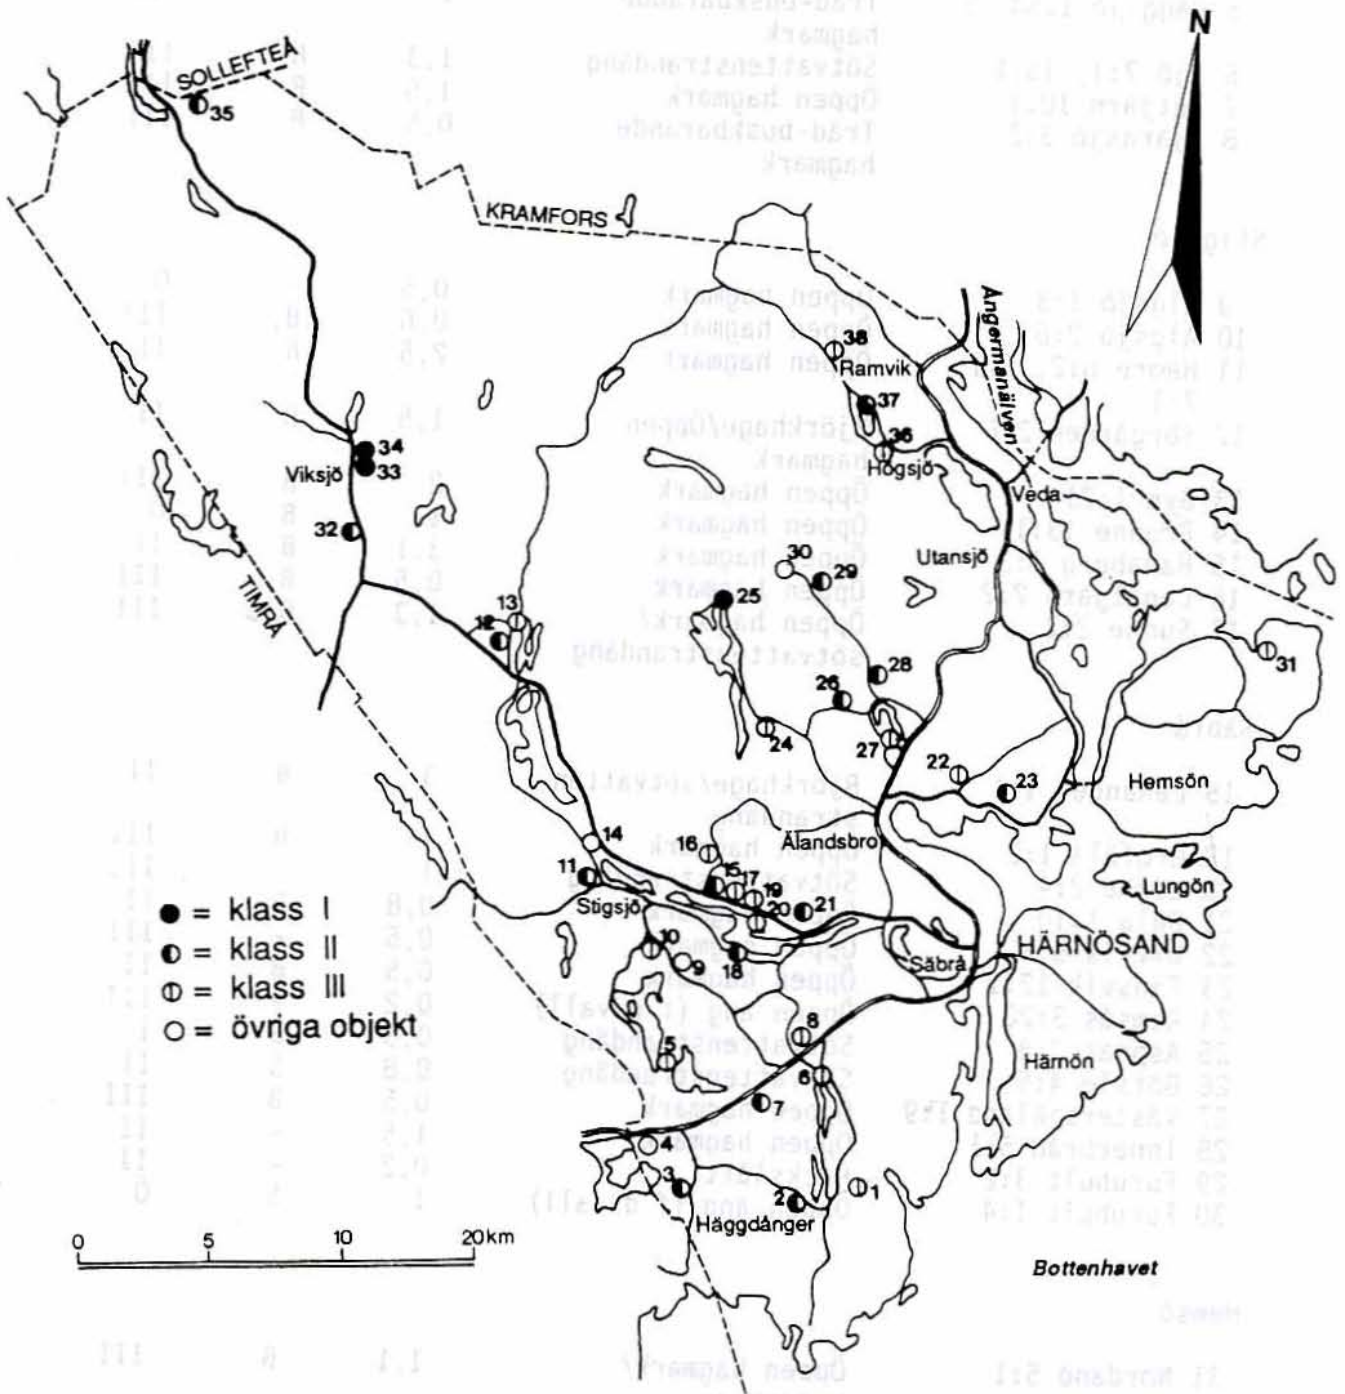 N
SOLLEFTEÅ
35
KRAMFORS
Ångermanälven
38
Ramvik
37
36
Högsjö
34
33
Viksjö
32
Veda
Utansjö
30
29
25
13
12
TIMRÅ
28
26
31
24
27
22
23
Hemsön
14
Ålandsbro
16
11
15
17
19
Lungön
Stigsjö
20
21
● = klass I
◐ = klass II
⦶ = klass III
○ = övriga objekt
10
9
18
HÄRNÖSAND
Säbrå
8
5
6
Härnön
7
4
3
2
1
Häggdånger
0 5 10 20km
Bottenhavet